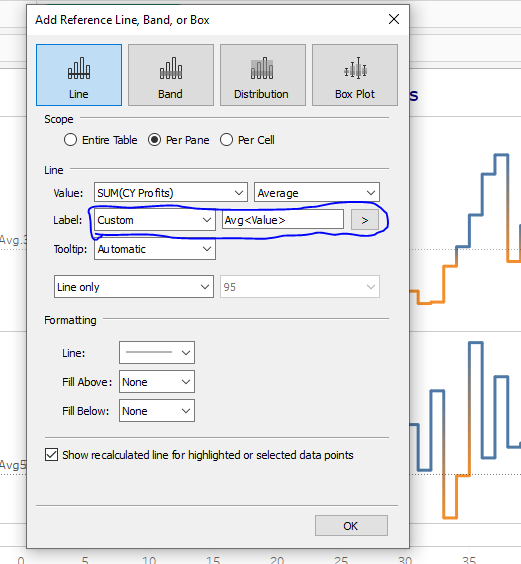 Add Reference Line, Band, or Box
Line Band Distribution Box Plot
Scope
Entire Table Per Pane Per Cell
Line
Value: SUM(CY Profits) Average
Label: Custom Avg<Value> >
Avg.3
Tooltip: Automatic
Line only 95
Formatting
Line:
Fill Above: None
Fill Below: None
Show recalculated line for highlighted or selected data points
Avg5
OK
0 5 10 15 20 25 30 35